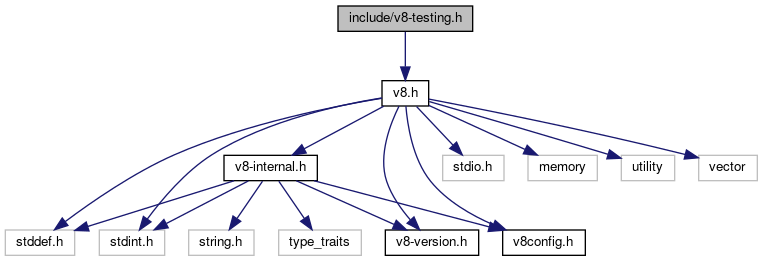 include/v8-testing.h
v8.h
v8-internal.h
stdio.h
memory
utility
vector
stddef.h
stdint.h
string.h
type_traits
v8-version.h
v8config.h